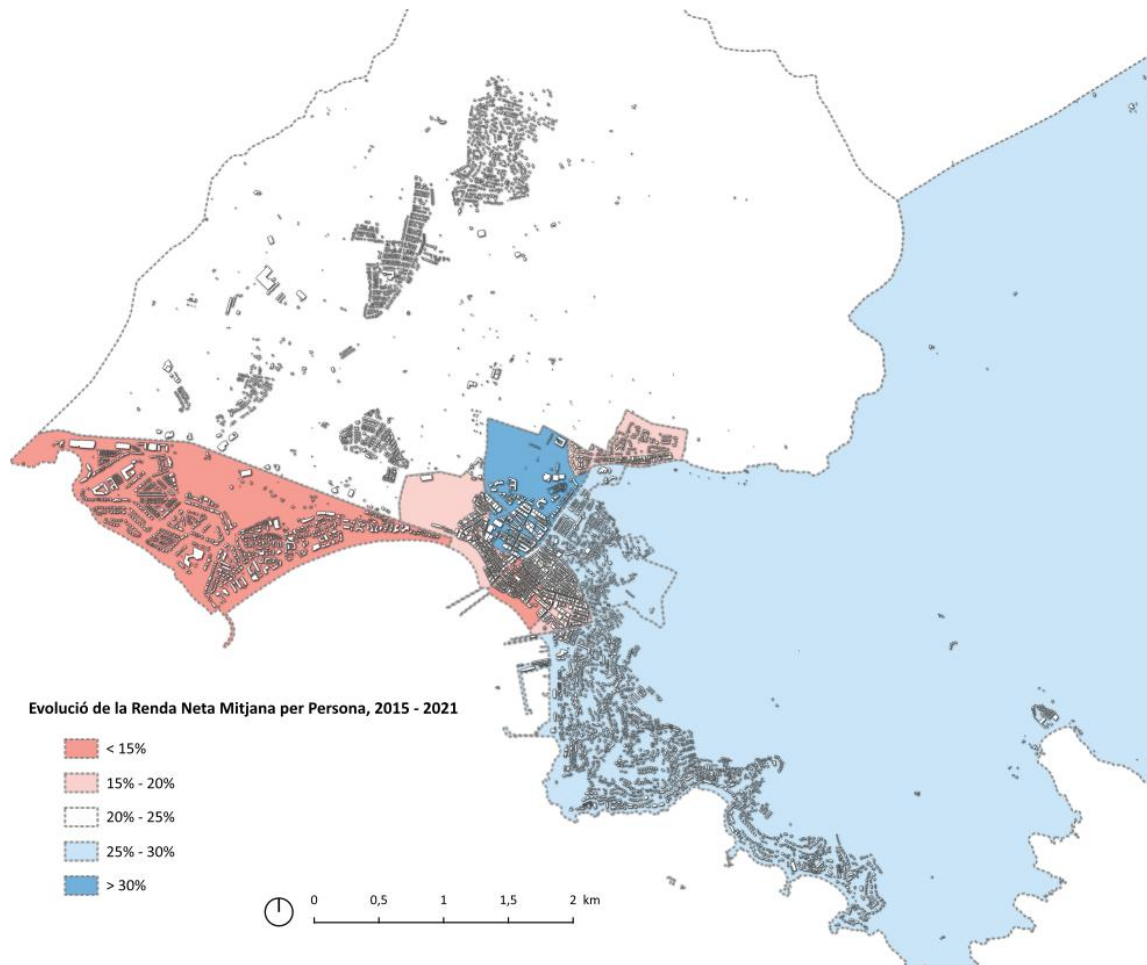 Evolució de la Renda Neta Mitjana per Persona, 2015 - 2021
< 15%
15% - 20%
20% - 25%
25% - 30%
> 30%
0 0,5 1 1,5 2 km